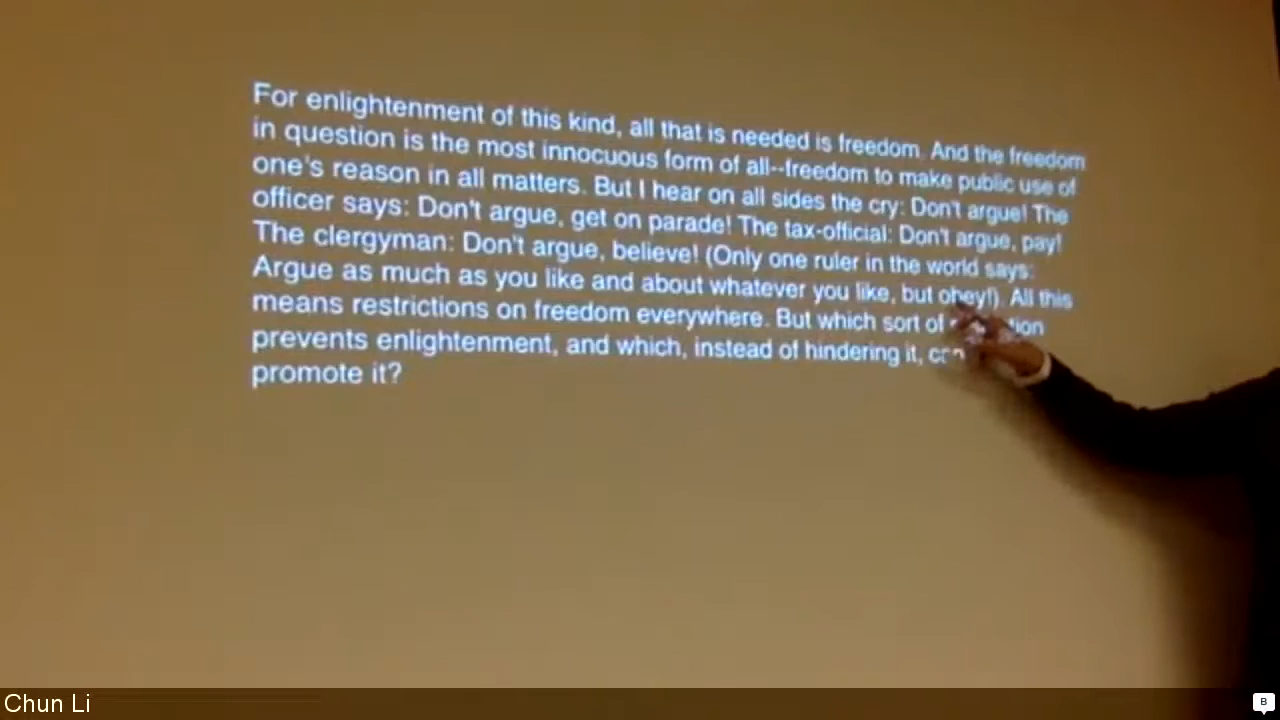 For enlightenment of this kind, all that is needed is freedom. And the freedom
in question is the most innocuous form of all--freedom to make public use of
one's reason in all matters. But I hear on all sides the cry: Don't argue! The
officer says: Don't argue, get on parade! The tax-official: Don't argue, pay!
The clergyman: Don't argue, believe! (Only one ruler in the world says:
Argue as much as you like and about whatever you like, but obey!). All this
means restrictions on freedom everywhere. But which sort of
prevents enlightenment, and which, instead of hindering it,
promote it?
Chun Li
B